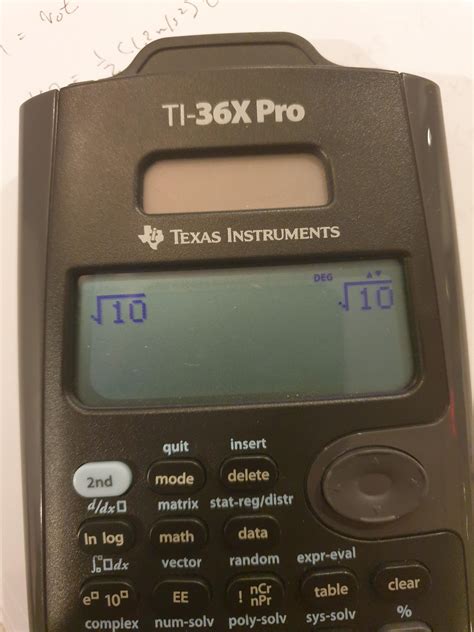 TI-36X Pro
TEXAS INSTRUMENTS
DEG
√10 √10
quit insert
2nd mode delete
d/dx□ matrix stat-reg/distr
ln log math data
∫□dx vector random expr-eval
e□ 10□ EE ! nCr nPr table clear
complex num-solv poly-solv sys-solv %